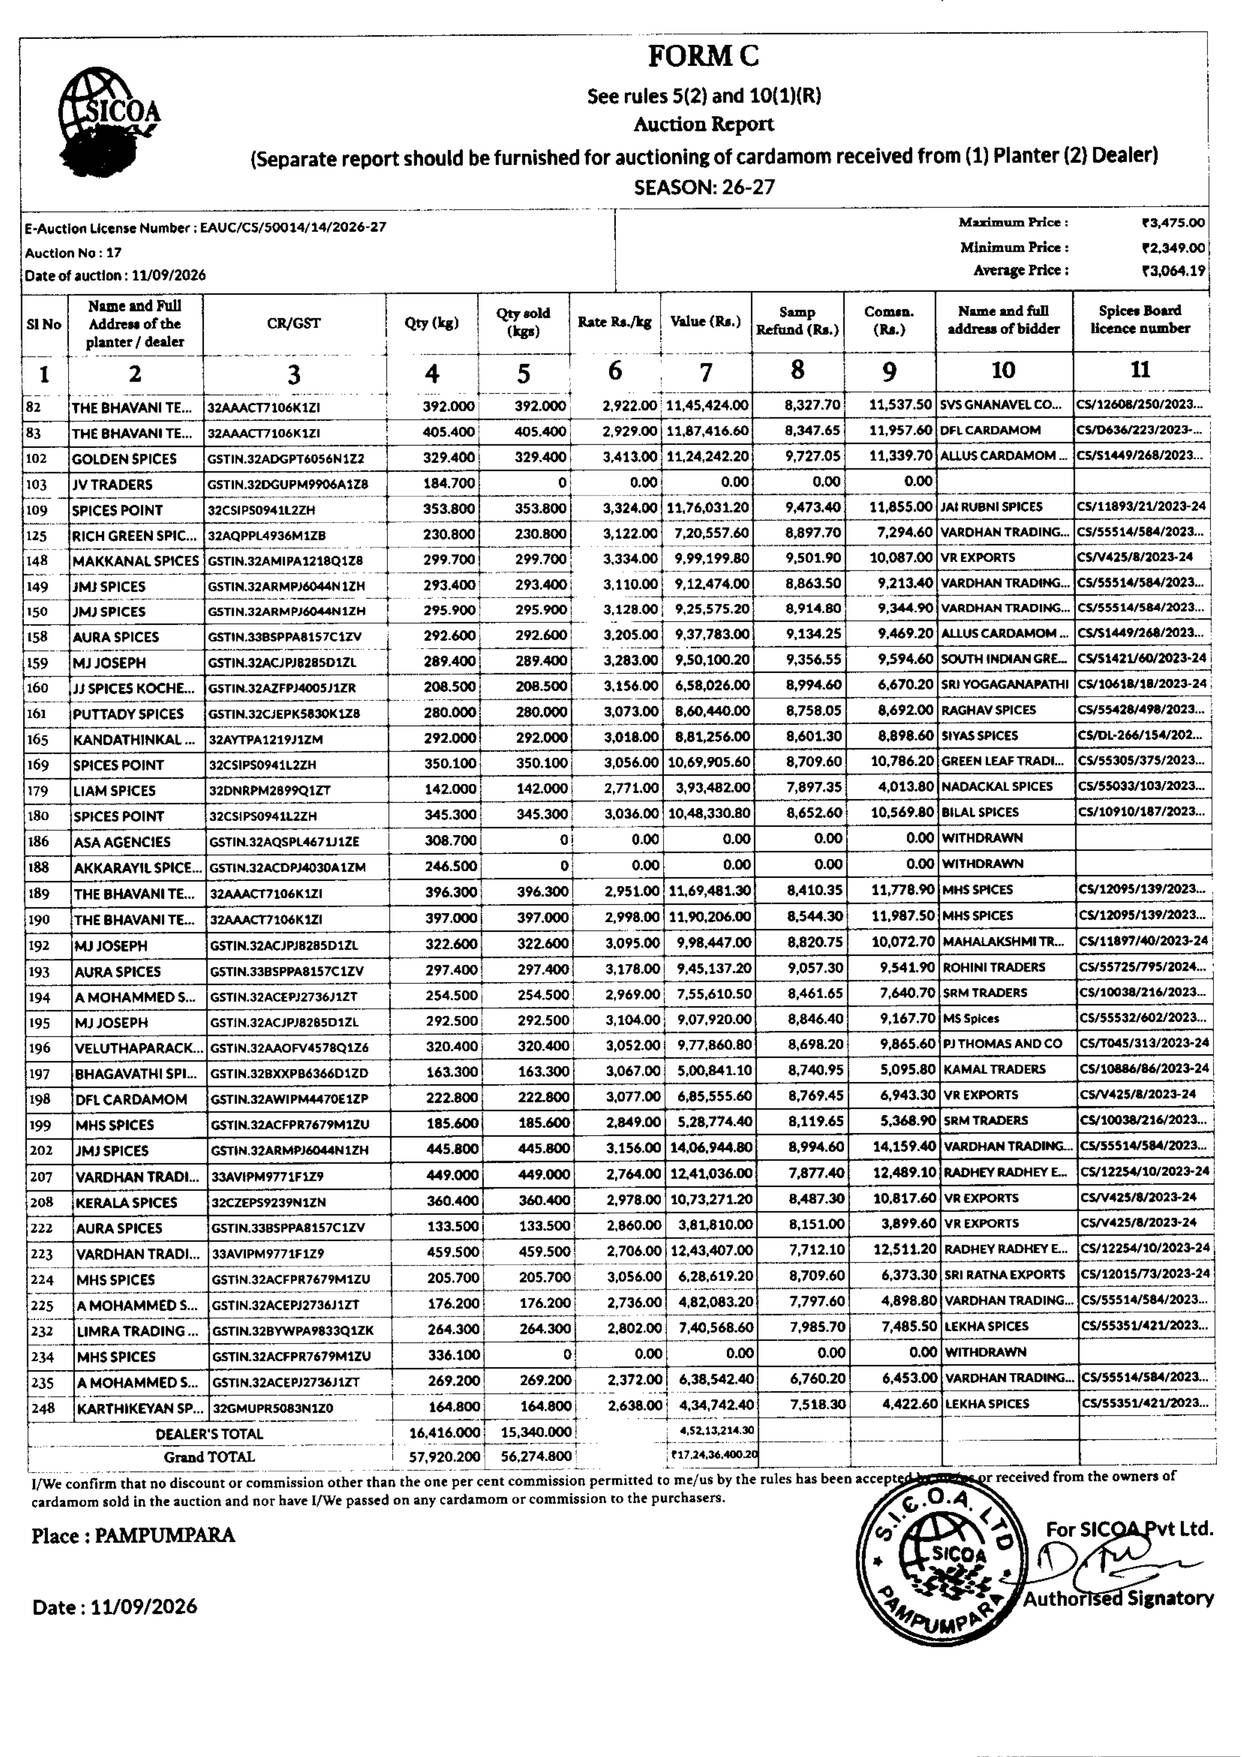 FORM C
See rules 5(2) and 10(1)(R)
Auction Report
(Separate report should be furnished for auctioning of cardamom received from (1) Planter (2) Dealer)
SEASON: 26-27
SICOA
E-Auction License Number : EAUC/CS/50014/14/2026-27
Auction No : 17
Date of auction : 11/09/2026
Maximum Price : ₹3,475.00
Minimum Price : ₹2,349.00
Average Price : ₹3,064.19
Sl No Name and Full Address of the planter / dealer CR/GST Qty (kg) Qty sold (kgs) Rate Rs./kg Value (Rs.) Samp Refund (Rs.) Comsn. (Rs.) Name and full address of bidder Spices Board licence number
1 2 3 4 5 6 7 8 9 10 11
82 THE BHAVANI TE... 32AAACT7106K1ZI 392.000 392.000 2,922.00 11,45,424.00 8,327.70 11,537.50 SVS GNANAVEL CO... CS/12608/250/2023...
83 THE BHAVANI TE... 32AAACT7106K1ZI 405.400 405.400 2,929.00 11,87,416.60 8,347.65 11,957.60 DFL CARDAMOM CS/D636/223/2023-...
102 GOLDEN SPICES GSTIN.32ADGPT6056N1Z2 329.400 329.400 3,413.00 11,24,242.20 9,727.05 11,339.70 ALLUS CARDAMOM ... CS/S1449/268/2023...
103 JV TRADERS GSTIN.32DGUPM9906A1Z8 184.700 0 0.00 0.00 0.00 0.00
109 SPICES POINT 32CSIPS0941L2ZH 353.800 353.800 3,324.00 11,76,031.20 9,473.40 11,855.00 JAI RUBNI SPICES CS/11893/21/2023-24
125 RICH GREEN SPIC... 32AQPPL4936M1ZB 230.800 230.800 3,122.00 7,20,557.60 8,897.70 7,294.60 VARDHAN TRADING... CS/55514/584/2023...
148 MAKKANAL SPICES GSTIN.32AMIPA1218Q1Z8 299.700 299.700 3,334.00 9,99,199.80 9,501.90 10,087.00 VR EXPORTS CS/V425/8/2023-24
149 JMJ SPICES GSTIN.32ARMPJ6044N1ZH 293.400 293.400 3,110.00 9,12,474.00 8,863.50 9,213.40 VARDHAN TRADING... CS/55514/584/2023...
150 JMJ SPICES GSTIN.32ARMPJ6044N1ZH 295.900 295.900 3,128.00 9,25,575.20 8,914.80 9,344.90 VARDHAN TRADING... CS/55514/584/2023...
158 AURA SPICES GSTIN.33BSPPA8157C1ZV 292.600 292.600 3,205.00 9,37,783.00 9,134.25 9,469.20 ALLUS CARDAMOM ... CS/S1449/268/2023...
159 MJ JOSEPH GSTIN.32ACJPJ8285D1ZL 289.400 289.400 3,283.00 9,50,100.20 9,356.55 9,594.60 SOUTH INDIAN GRE... CS/S1421/60/2023-24
160 JJ SPICES KOCHE... GSTIN.32AZFPJ4005J1ZR 208.500 208.500 3,156.00 6,58,026.00 8,994.60 6,670.20 SRI YOGAGANAPATHI CS/10618/18/2023-24
161 PUTTADY SPICES GSTIN.32CJEPK5830K1Z8 280.000 280.000 3,073.00 8,60,440.00 8,758.05 8,692.00 RAGHAV SPICES CS/55428/498/2023...
165 KANDATHINKAL ... 32AYTPA1219J1ZM 292.000 292.000 3,018.00 8,81,256.00 8,601.30 8,898.60 SIYAS SPICES CS/DL-266/154/202...
169 SPICES POINT 32CSIPS0941L2ZH 350.100 350.100 3,056.00 10,69,905.60 8,709.60 10,786.20 GREEN LEAF TRADI... CS/55305/375/2023...
179 LIAM SPICES 32DNRPM2899Q1ZT 142.000 142.000 2,771.00 3,93,482.00 7,897.35 4,013.80 NADACKAL SPICES CS/55033/103/2023...
180 SPICES POINT 32CSIPS0941L2ZH 345.300 345.300 3,036.00 10,48,330.80 8,652.60 10,569.80 BILAL SPICES CS/10910/187/2023...
186 ASA AGENCIES GSTIN.32AQSPL4671J1ZE 308.700 0 0.00 0.00 0.00 0.00 WITHDRAWN
188 AKKARAYIL SPICE... GSTIN.32ACDPJ4030A1ZM 246.500 0 0.00 0.00 0.00 0.00 WITHDRAWN
189 THE BHAVANI TE... 32AAACT7106K1ZI 396.300 396.300 2,951.00 11,69,481.30 8,410.35 11,778.90 MHS SPICES CS/12095/139/2023...
190 THE BHAVANI TE... 32AAACT7106K1ZI 397.000 397.000 2,998.00 11,90,206.00 8,544.30 11,987.50 MHS SPICES CS/12095/139/2023...
192 MJ JOSEPH GSTIN.32ACJPJ8285D1ZL 322.600 322.600 3,095.00 9,98,447.00 8,820.75 10,072.70 MAHALAKSHMI TR... CS/11897/40/2023-24
193 AURA SPICES GSTIN.33BSPPA8157C1ZV 297.400 297.400 3,178.00 9,45,137.20 9,057.30 9,541.90 ROHINI TRADERS CS/55725/795/2024...
194 A MOHAMMED S... GSTIN.32ACEPJ2736J1ZT 254.500 254.500 2,969.00 7,55,610.50 8,461.65 7,640.70 SRM TRADERS CS/10038/216/2023...
195 MJ JOSEPH GSTIN.32ACJPJ8285D1ZL 292.500 292.500 3,104.00 9,07,920.00 8,846.40 9,167.70 MS Spices CS/55532/602/2023...
196 VELUTHAPARACK... GSTIN.32AAOFV4578Q1Z6 320.400 320.400 3,052.00 9,77,860.80 8,698.20 9,865.60 PJ THOMAS AND CO CS/T045/313/2023-24
197 BHAGAVATHI SPI... GSTIN.32BXXPB6366D1ZD 163.300 163.300 3,067.00 5,00,841.10 8,740.95 5,095.80 KAMAL TRADERS CS/10886/86/2023-24
198 DFL CARDAMOM GSTIN.32AWIPM4470E1ZP 222.800 222.800 3,077.00 6,85,555.60 8,769.45 6,943.30 VR EXPORTS CS/V425/8/2023-24
199 MHS SPICES GSTIN.32ACFPR7679M1ZU 185.600 185.600 2,849.00 5,28,774.40 8,119.65 5,368.90 SRM TRADERS CS/10038/216/2023...
202 JMJ SPICES GSTIN.32ARMPJ6044N1ZH 445.800 445.800 3,156.00 14,06,944.80 8,994.60 14,159.40 VARDHAN TRADING... CS/55514/584/2023...
207 VARDHAN TRADI... 33AVIPM9771F1Z9 449.000 449.000 2,764.00 12,41,036.00 7,877.40 12,489.10 RADHEY RADHEY E... CS/12254/10/2023-24
208 KERALA SPICES 32CZEPS9239N1ZN 360.400 360.400 2,978.00 10,73,271.20 8,487.30 10,817.60 VR EXPORTS CS/V425/8/2023-24
222 AURA SPICES GSTIN.33BSPPA8157C1ZV 133.500 133.500 2,860.00 3,81,810.00 8,151.00 3,899.60 VR EXPORTS CS/V425/8/2023-24
223 VARDHAN TRADI... 33AVIPM9771F1Z9 459.500 459.500 2,706.00 12,43,407.00 7,712.10 12,511.20 RADHEY RADHEY E... CS/12254/10/2023-24
224 MHS SPICES GSTIN.32ACFPR7679M1ZU 205.700 205.700 3,056.00 6,28,619.20 8,709.60 6,373.30 SRI RATNA EXPORTS CS/12015/73/2023-24
225 A MOHAMMED S... GSTIN.32ACEPJ2736J1ZT 176.200 176.200 2,736.00 4,82,083.20 7,797.60 4,898.80 VARDHAN TRADING... CS/55514/584/2023...
232 LIMRA TRADING ... GSTIN.32BYWPA9833Q1ZK 264.300 264.300 2,802.00 7,40,568.60 7,985.70 7,485.50 LEKHA SPICES CS/55351/421/2023...
234 MHS SPICES GSTIN.32ACFPR7679M1ZU 336.100 0 0.00 0.00 0.00 0.00 WITHDRAWN
235 A MOHAMMED S... GSTIN.32ACEPJ2736J1ZT 269.200 269.200 2,372.00 6,38,542.40 6,760.20 6,453.00 VARDHAN TRADING... CS/55514/584/2023...
248 KARTHIKEYAN SP... 32GMUPR5083N1Z0 164.800 164.800 2,638.00 4,34,742.40 7,518.30 4,422.60 LEKHA SPICES CS/55351/421/2023...
DEALER'S TOTAL 16,416.000 15,340.000 4,52,13,214.30
Grand TOTAL 57,920.200 56,274.800 ₹17,24,36,400.20
I/We confirm that no discount or commission other than the one per cent commission permitted to me/us by the rules has been accepted by me/us or received from the owners of
cardamom sold in the auction and nor have I/We passed on any cardamom or commission to the purchasers.
Place : PAMPUMPARA
For SICOA Pvt Ltd.
S.I.C.O.A. LTD
SICOA
PAMPUMPARA
Authorised Signatory
Date : 11/09/2026